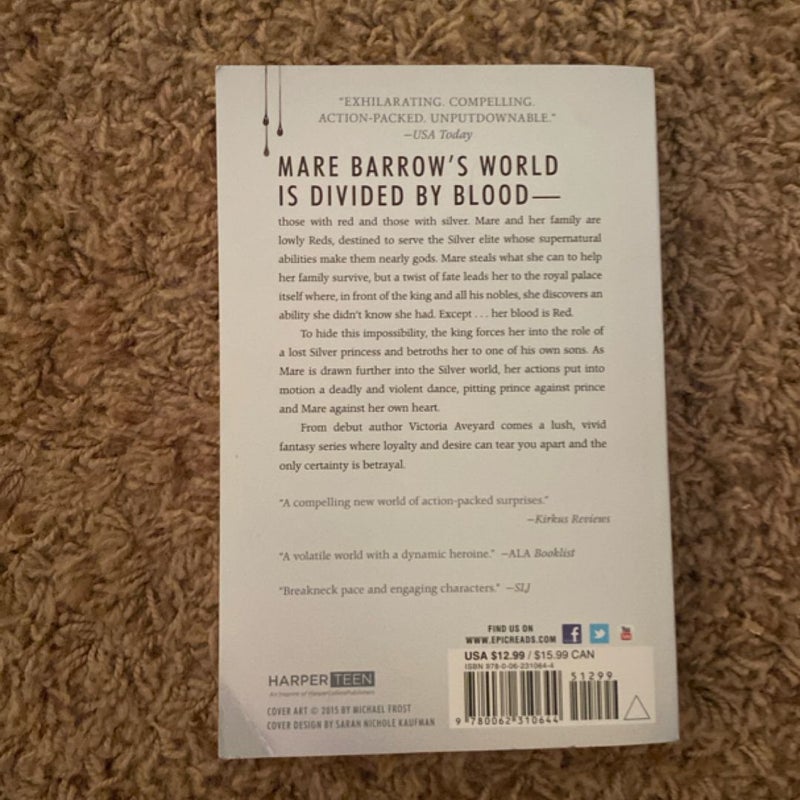 "EXHILARATING. COMPELLING.
ACTION-PACKED. UNPUTDOWNABLE."
—USA Today
MARE BARROW'S WORLD
IS DIVIDED BY BLOOD—
those with red and those with silver. Mare and her family are
lowly Reds, destined to serve the Silver elite whose supernatural
abilities make them nearly gods. Mare steals what she can to help
her family survive, but a twist of fate leads her to the royal palace
itself where, in front of the king and all his nobles, she discovers an
ability she didn't know she had. Except . . . her blood is Red.
To hide this impossibility, the king forces her into the role of
a lost Silver princess and betroths her to one of his own sons. As
Mare is drawn further into the Silver world, her actions put into
motion a deadly and violent dance, pitting prince against prince
and Mare against her own heart.
From debut author Victoria Aveyard comes a lush, vivid
fantasy series where loyalty and desire can tear you apart and the
only certainty is betrayal.
"A compelling new world of action-packed surprises."
—Kirkus Reviews
"A volatile world with a dynamic heroine." —ALA Booklist
"Breakneck pace and engaging characters." —SLJ
FIND US ON
WWW.EPICREADS.COM
You Tube
USA $12.99 / $15.99 CAN
ISBN 978-0-06-231064-4
51299
9 780062 310644
HARPER TEEN
An Imprint of HarperCollinsPublishers
COVER ART © 2015 BY MICHAEL FROST
COVER DESIGN BY SARAH NICHOLE KAUFMAN